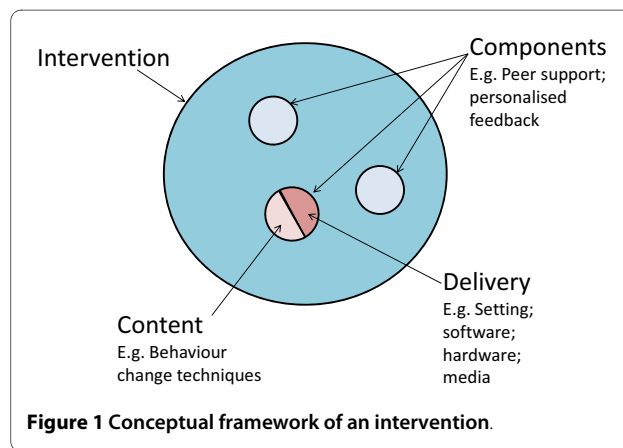 Intervention
Components
E.g. Peer support;
personalised
feedback
Delivery
E.g. Setting;
software;
hardware;
media
Content
E.g. Behaviour
change techniques
Figure 1 Conceptual framework of an intervention.